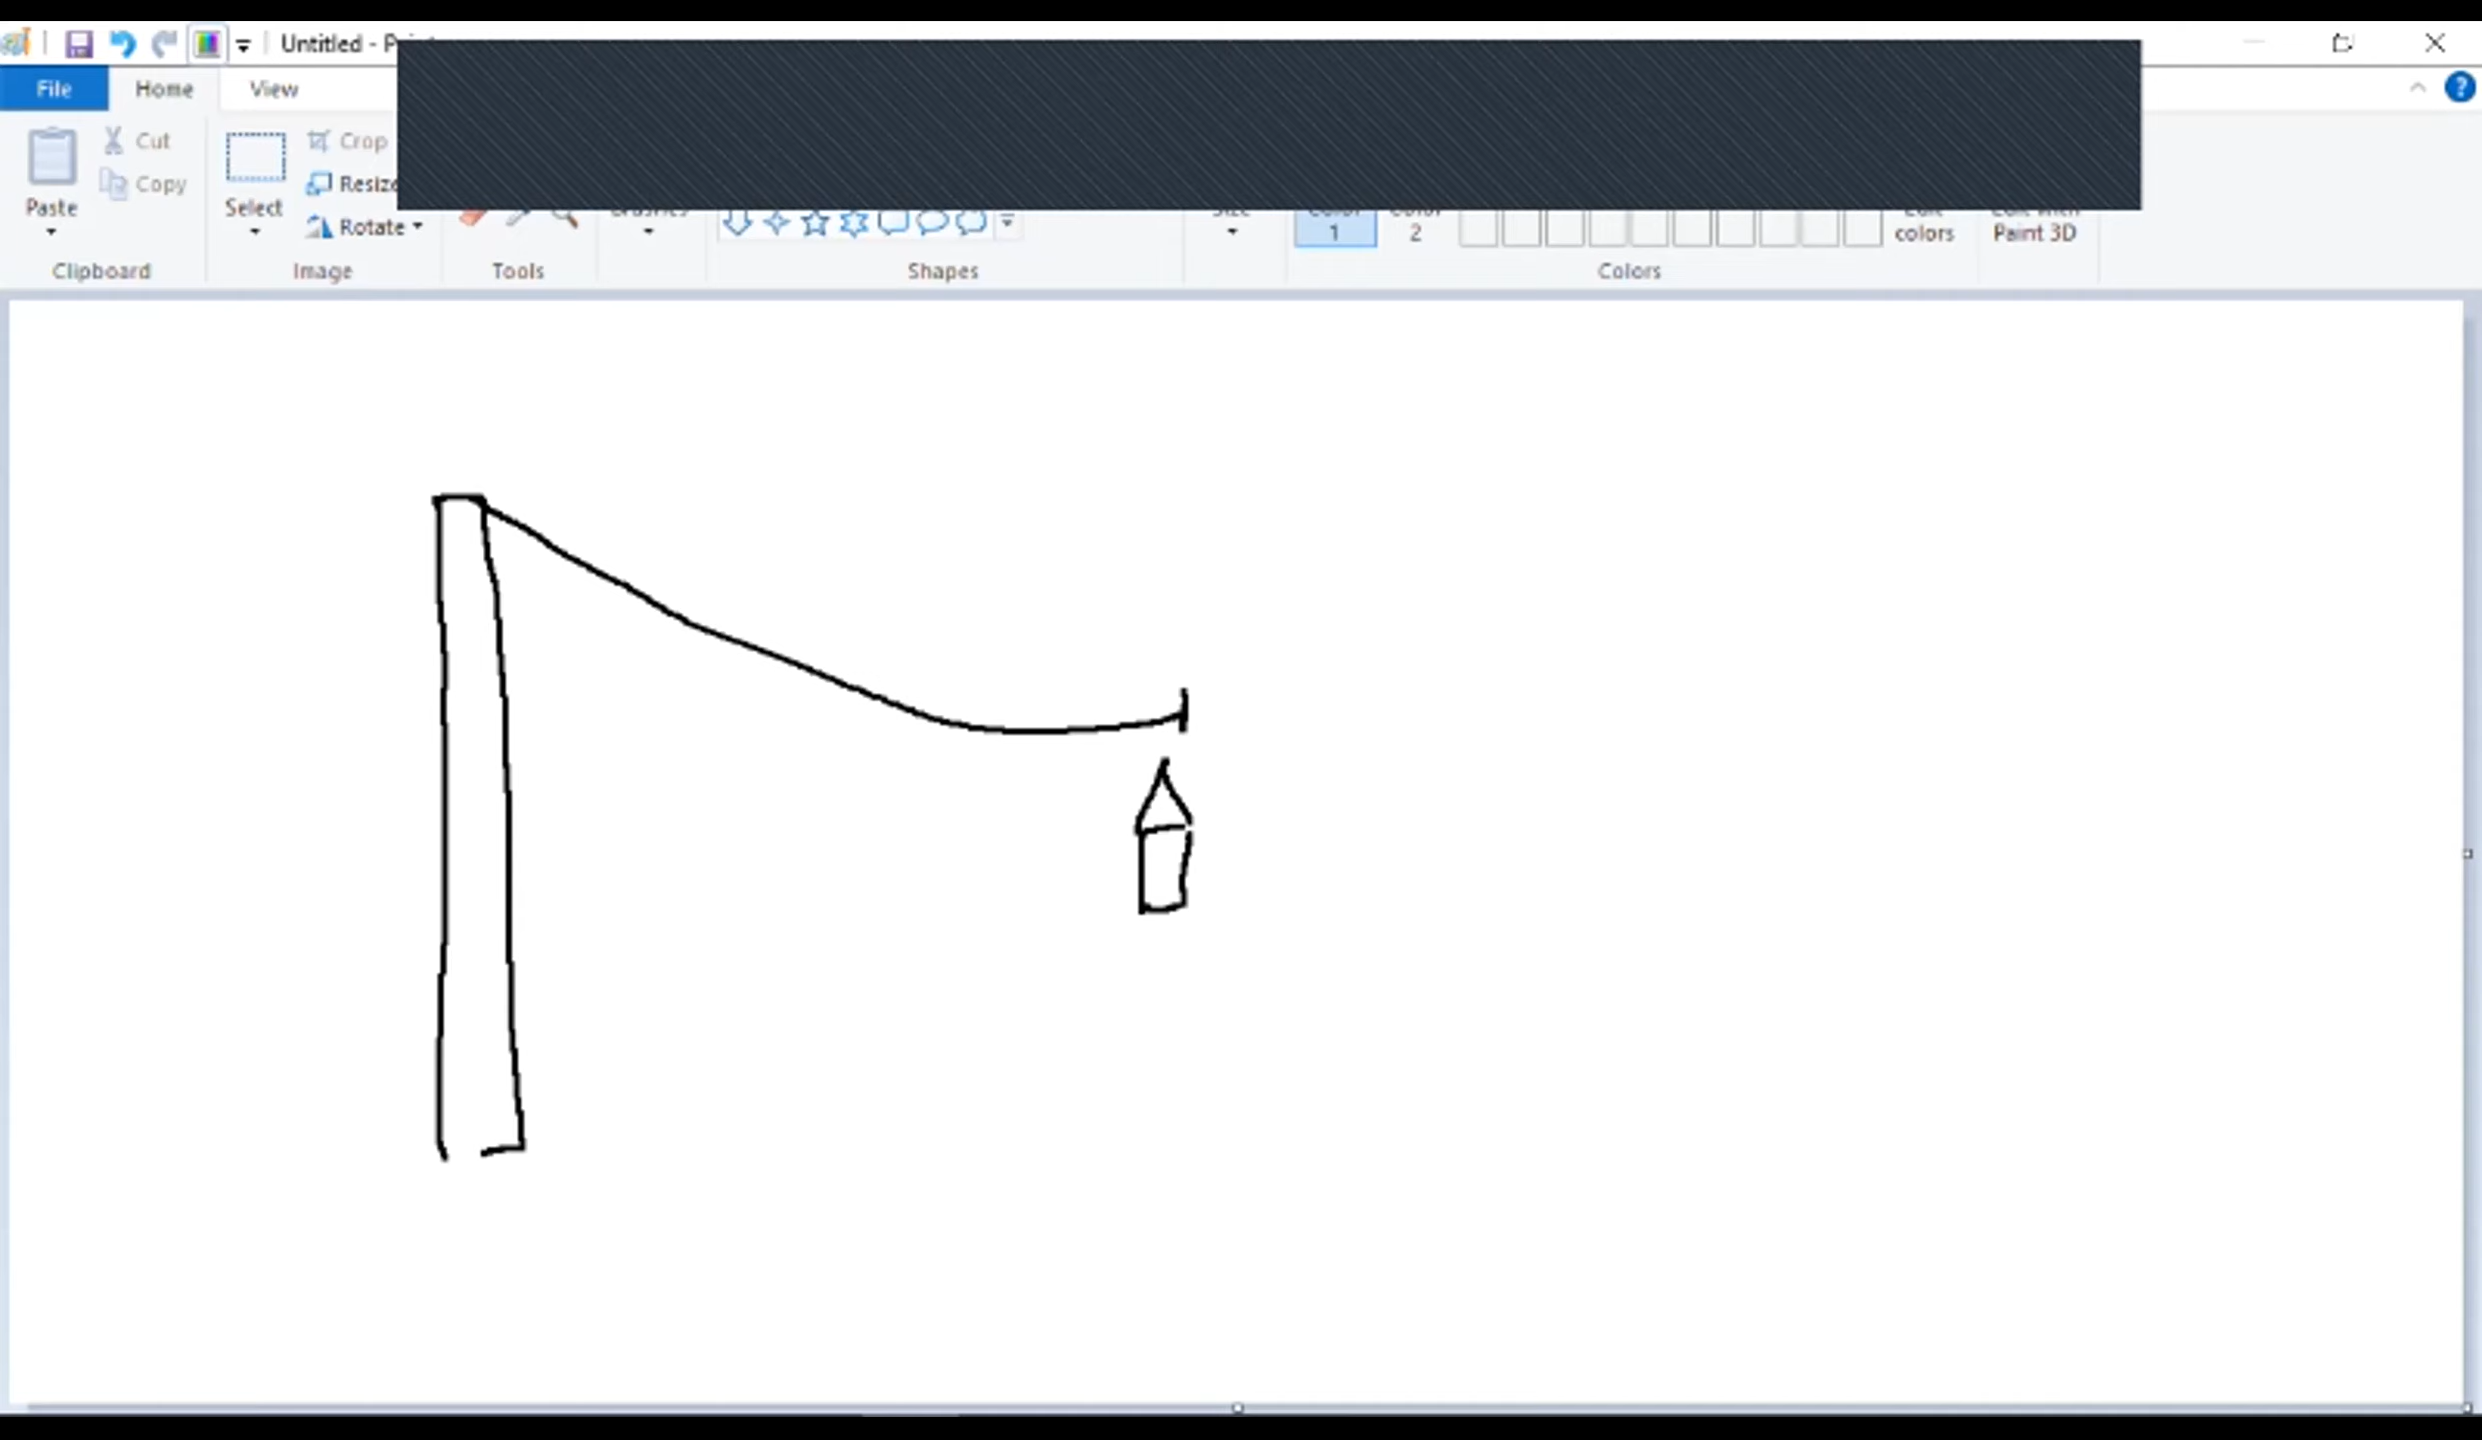 Untitled -
File Home View
Cut
Crop
Copy
Resize
Paste
Select
Rotate
1
2
colors
Paint 3D
Clipboard
Image
Tools
Shapes
Colors